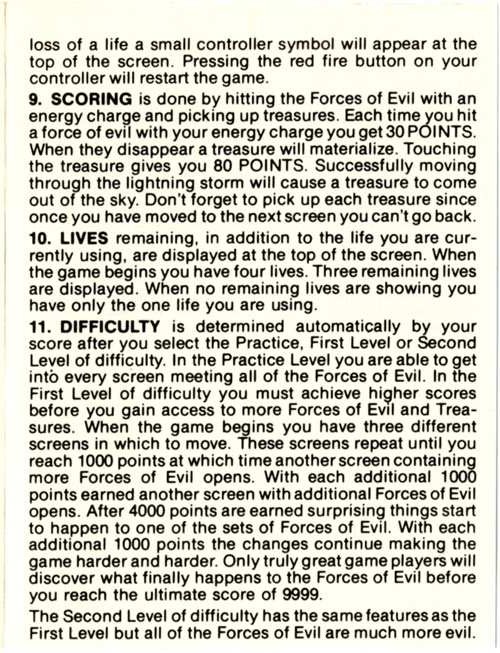 loss of a life a small controller symbol will appear at the
top of the screen. Pressing the red fire button on your
controller will restart the game.
9. SCORING is done by hitting the Forces of Evil with an
energy charge and picking up treasures. Each time you hit
a force of evil with your energy charge you get 30 POINTS.
When they disappear a treasure will materialize. Touching
the treasure gives you 80 POINTS. Successfully moving
through the lightning storm will cause a treasure to come
out of the sky. Don't forget to pick up each treasure since
once you have moved to the next screen you can't go back.
10. LIVES remaining, in addition to the life you are cur-
rently using, are displayed at the top of the screen. When
the game begins you have four lives. Three remaining lives
are displayed. When no remaining lives are showing you
have only the one life you are using.
11. DIFFICULTY is determined automatically by your
score after you select the Practice, First Level or Second
Level of difficulty. In the Practice Level you are able to get
into every screen meeting all of the Forces of Evil. In the
First Level of difficulty you must achieve higher scores
before you gain access to more Forces of Evil and Trea-
sures. When the game begins you have three different
screens in which to move. These screens repeat until you
reach 1000 points at which time another screen containing
more Forces of Evil opens. With each additional 1000
points earned another screen with additional Forces of Evil
opens. After 4000 points are earned surprising things start
to happen to one of the sets of Forces of Evil. With each
additional 1000 points the changes continue making the
game harder and harder. Only truly great game players will
discover what finally happens to the Forces of Evil before
you reach the ultimate score of 9999.
The Second Level of difficulty has the same features as the
First Level but all of the Forces of Evil are much more evil.